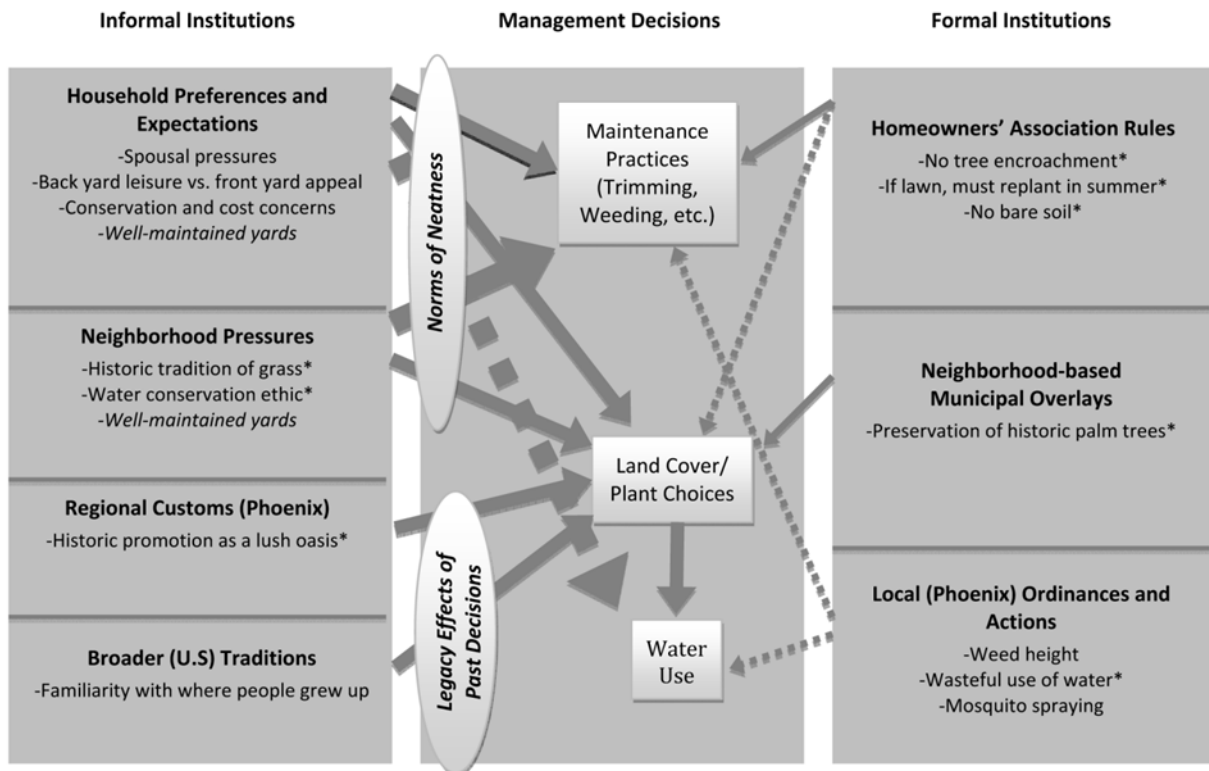 Informal Institutions
Management Decisions
Formal Institutions
Household Preferences and
Expectations
-Spousal pressures
-Back yard leisure vs. front yard appeal
-Conservation and cost concerns
-Well-maintained yards
Neighborhood Pressures
-Historic tradition of grass*
-Water conservation ethic*
-Well-maintained yards
Regional Customs (Phoenix)
-Historic promotion as a lush oasis*
Broader (U.S) Traditions
-Familiarity with where people grew up
Norms of Neatness
Legacy Effects of
Past Decisions
Maintenance
Practices
(Trimming,
Weeding, etc.)
Land Cover/
Plant Choices
Water
Use
Homeowners’ Association Rules
-No tree encroachment*
-If lawn, must replant in summer*
-No bare soil*
Neighborhood-based
Municipal Overlays
-Preservation of historic palm trees*
Local (Phoenix) Ordinances and
Actions
-Weed height
-Wasteful use of water*
-Mosquito spraying